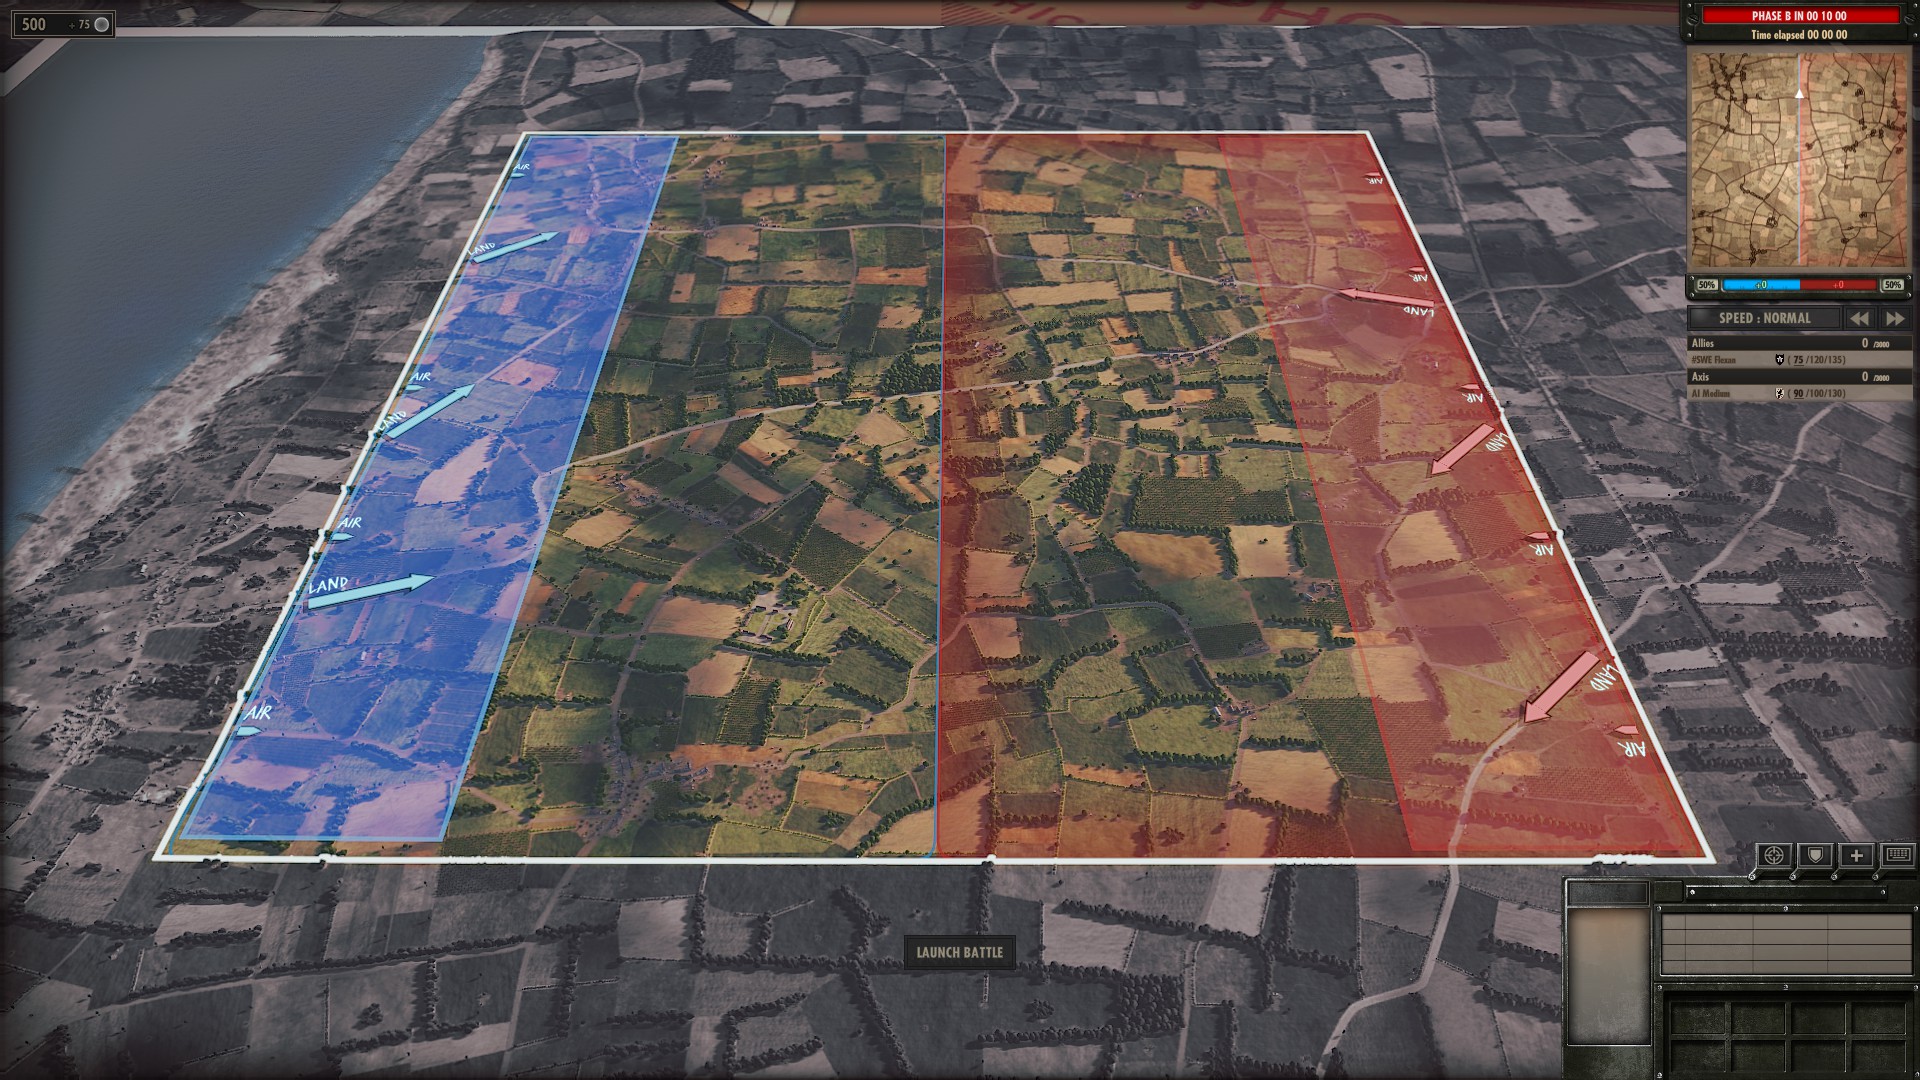 500 + 75
PHASE B IN 00 10 00
Time elapsed 00 00 00
50% +0 +0 50%
SPEED : NORMAL
Allies 0 /2000
#SWE Flexan ( 75 /120/135)
Axis 0 /2000
AI Medium ( 90 /100/130)
AIR
LAND
AIR
LAND
AIR
LAND
AIR
AIR
AIR
LAND
AIR
LAND
AIR
LAND
AIR
LAUNCH BATTLE